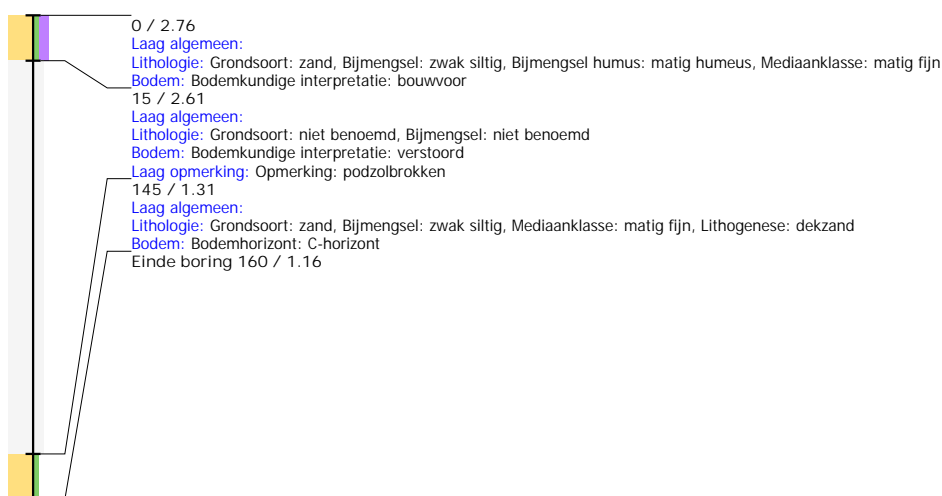 0 / 2.76
Laag algemeen:
Lithologie: Grondsoort: zand, Bijmengsel: zwak siltig, Bijmengsel humus: matig humeus, Mediaanklasse: matig fijn
Bodem: Bodemkundige interpretatie: bouwvoor
15 / 2.61
Laag algemeen:
Lithologie: Grondsoort: niet benoemd, Bijmengsel: niet benoemd
Bodem: Bodemkundige interpretatie: verstoord
Laag opmerking: Opmerking: podzolbrokken
145 / 1.31
Laag algemeen:
Lithologie: Grondsoort: zand, Bijmengsel: zwak siltig, Mediaanklasse: matig fijn, Lithogenese: dekzand
Bodem: Bodemhorizont: C-horizont
Einde boring 160 / 1.16